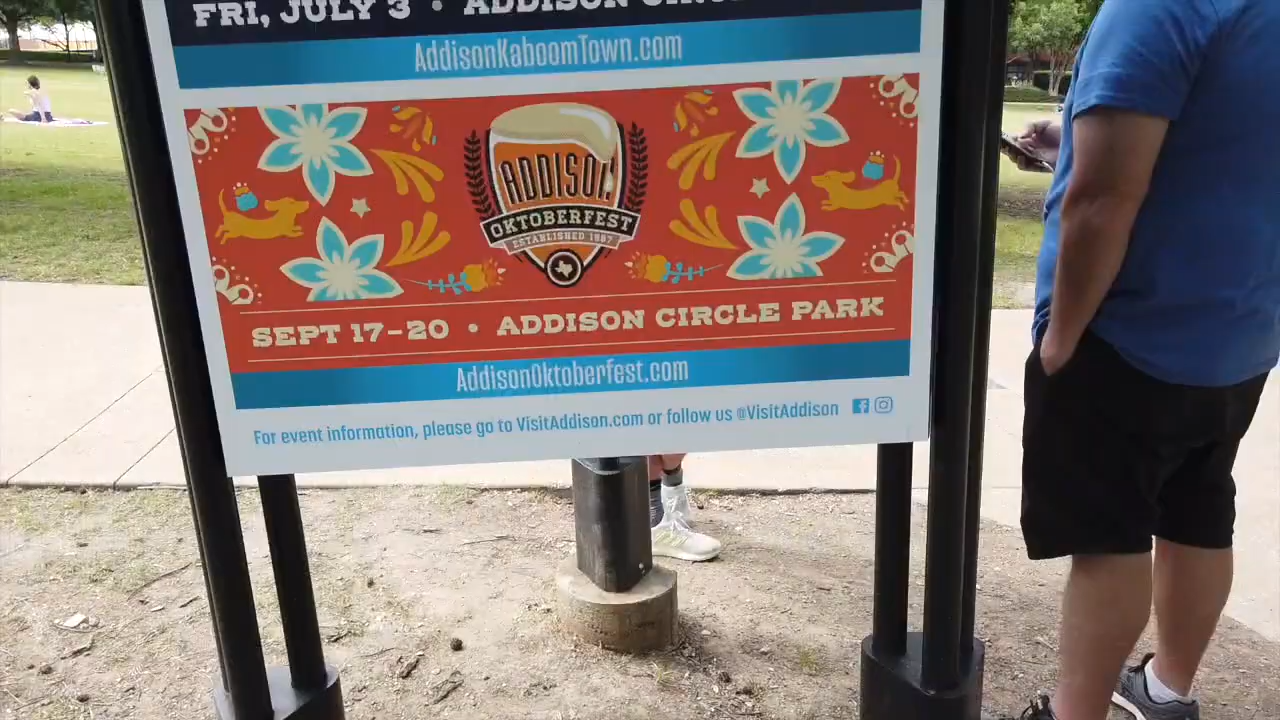 FRI, JULY 3 • ADDISON CIRCLE
AddisonKaboomTown.com
ADDISON
OKTOBERFEST
ESTABLISHED 1987
SEPT 17-20 • ADDISON CIRCLE PARK
AddisonOktoberfest.com
For event information, please go to VisitAddison.com or follow us @VisitAddison